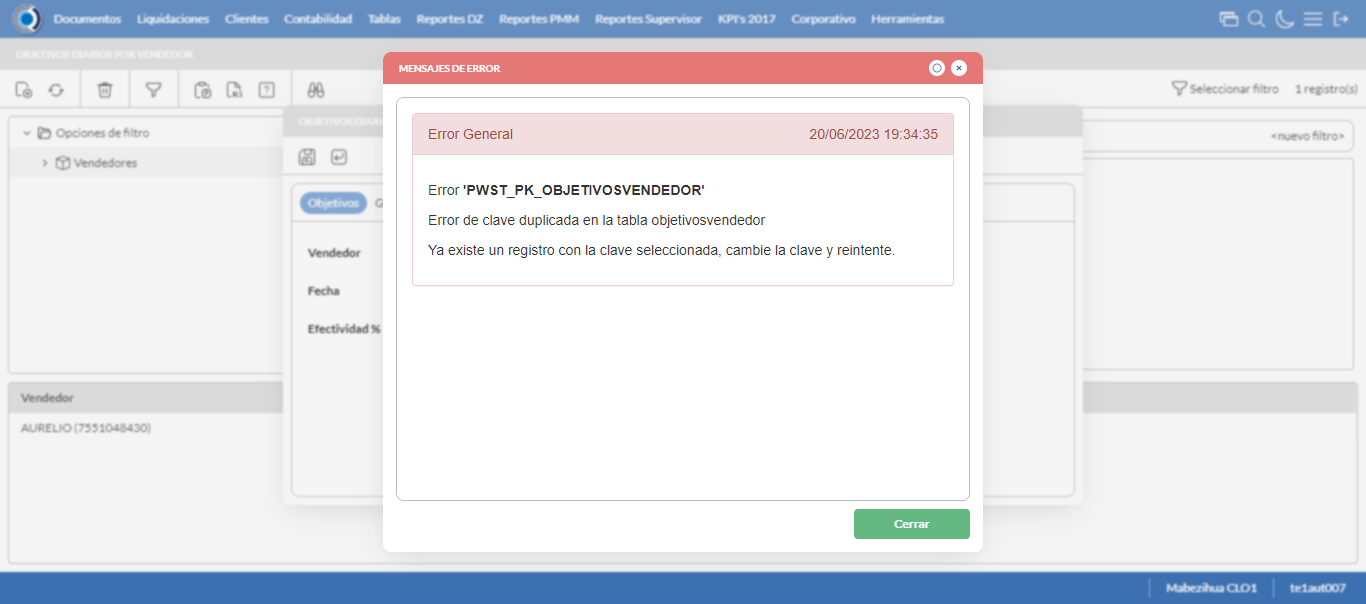 Documentos Liquidaciones Clientes Contabilidad Tablas Reportes DZ Reportes PMM Reportes Supervisor KPI's 2017 Corporativo Herramientas
OBJETIVOS DIARIOS POR VENDEDOR
MENSAJES DE ERROR
Seleccionar filtro 1 registro(s)
Opciones de filtro
<nuevo filtro>
Vendedores
OBJETIVOS DIARI
Error General 20/06/2023 19:34:35
Error 'PWST_PK_OBJETIVOSVENDEDOR'
Error de clave duplicada en la tabla objetivosvendedor
Ya existe un registro con la clave seleccionada, cambie la clave y reintente.
Objetivos G
Vendedor
Fecha
Efectividad %
Vendedor
AURELIO (7551048430)
Cerrar
Mabezihua CLO1 te1aut007